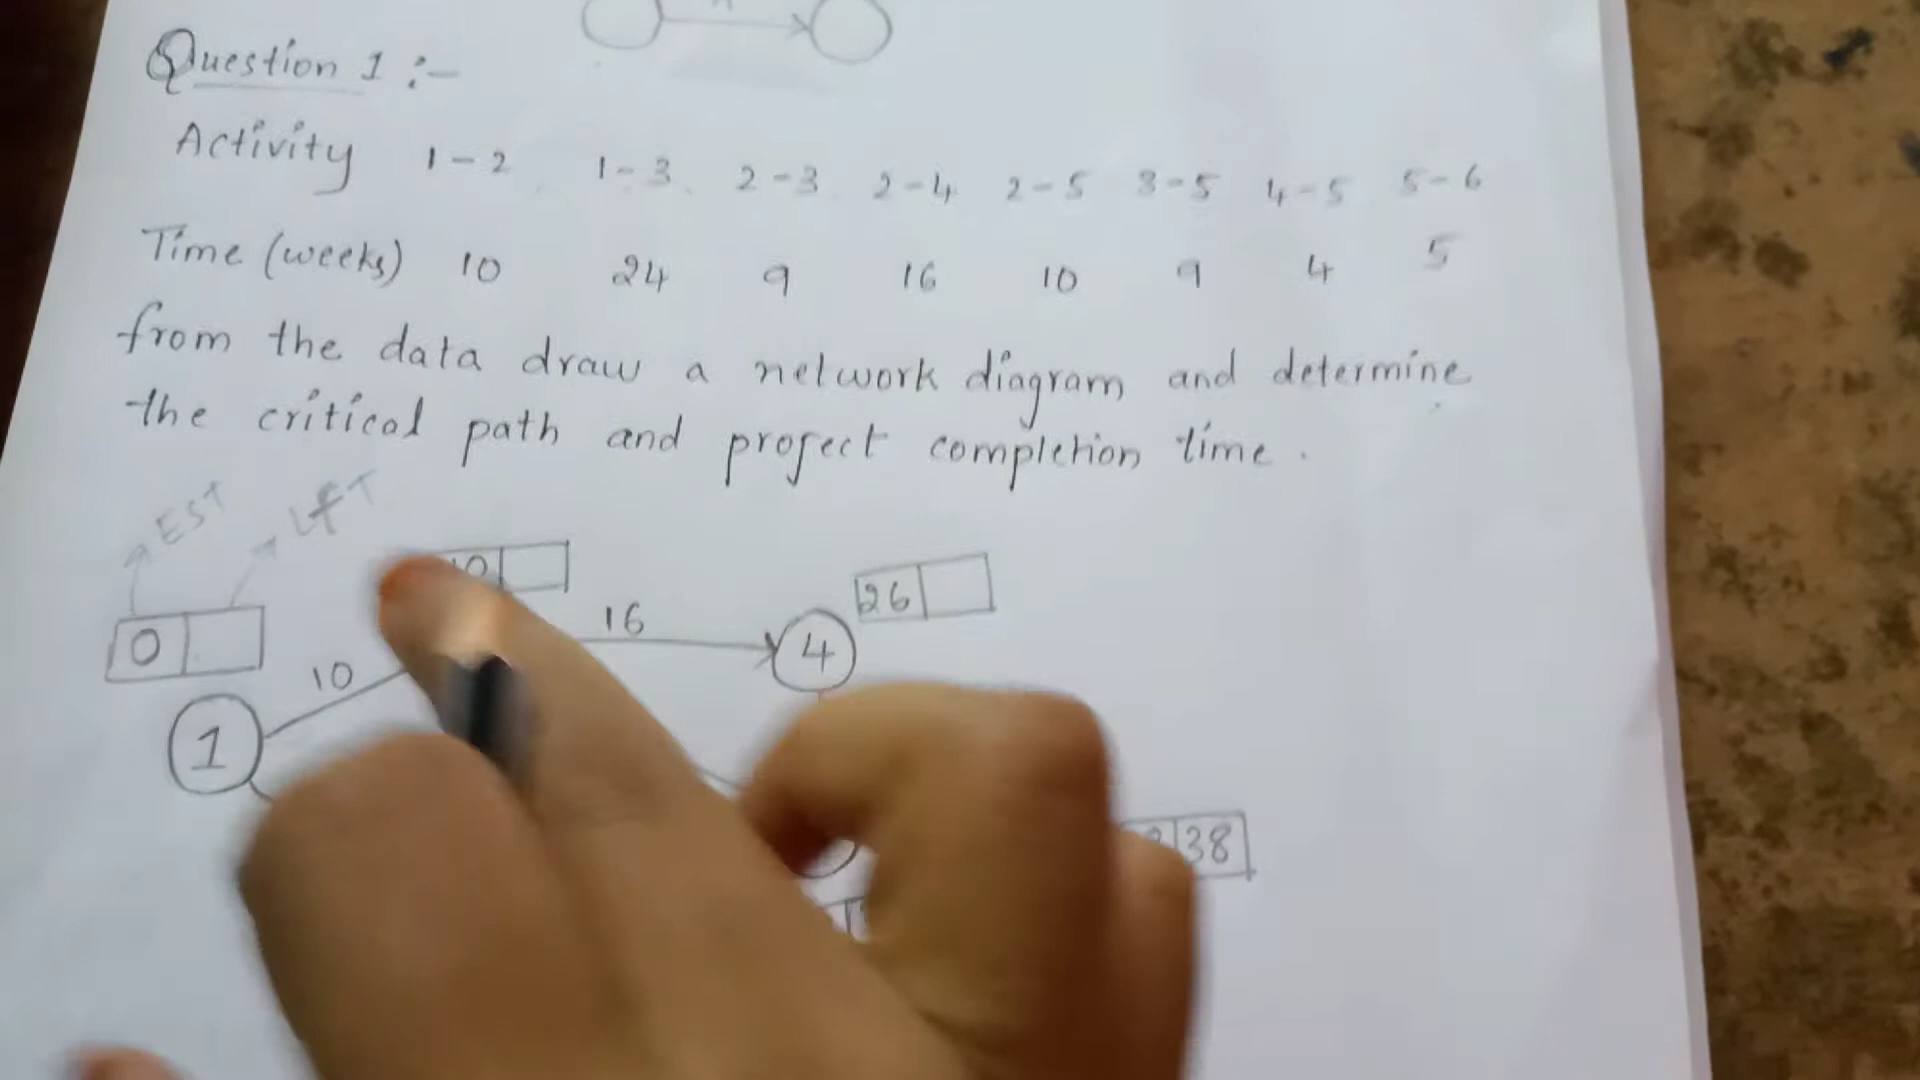 Question 1 :-
Activity 1-2 1-3 2-3 2-4 2-5 3-5 4-5 5-6
Time (weeks) 10 24 9 16 10 9 4 5
from the data draw a network diagram and determine
the critical path and project completion time.
EST LFT
10
26
16
0
4
10
1
38